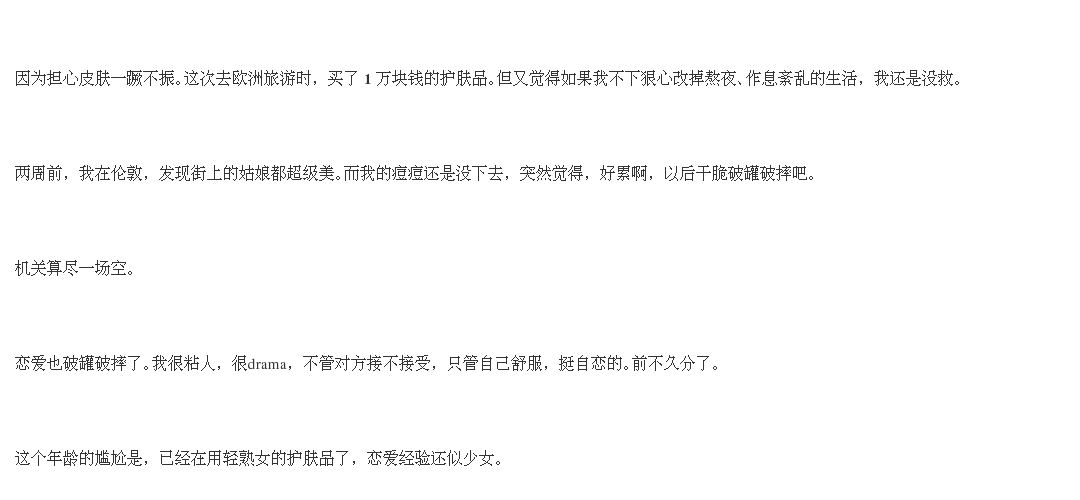 因为担心皮肤一蹶不振。这次去欧洲旅游时，买了 1 万块钱的护肤品。但又觉得如果我不下狠心改掉熬夜、作息紊乱的生活，我还是没救。
两周前，我在伦敦，发现街上的姑娘都超级美。而我的痘痘还是没下去，突然觉得，好累啊，以后干脆破罐破摔吧。
机关算尽一场空。
恋爱也破罐破摔了。我很粘人，很drama，不管对方接不接受，只管自己舒服，挺自恋的。前不久分了。
这个年龄的尴尬是，已经在用轻熟女的护肤品了，恋爱经验还似少女。